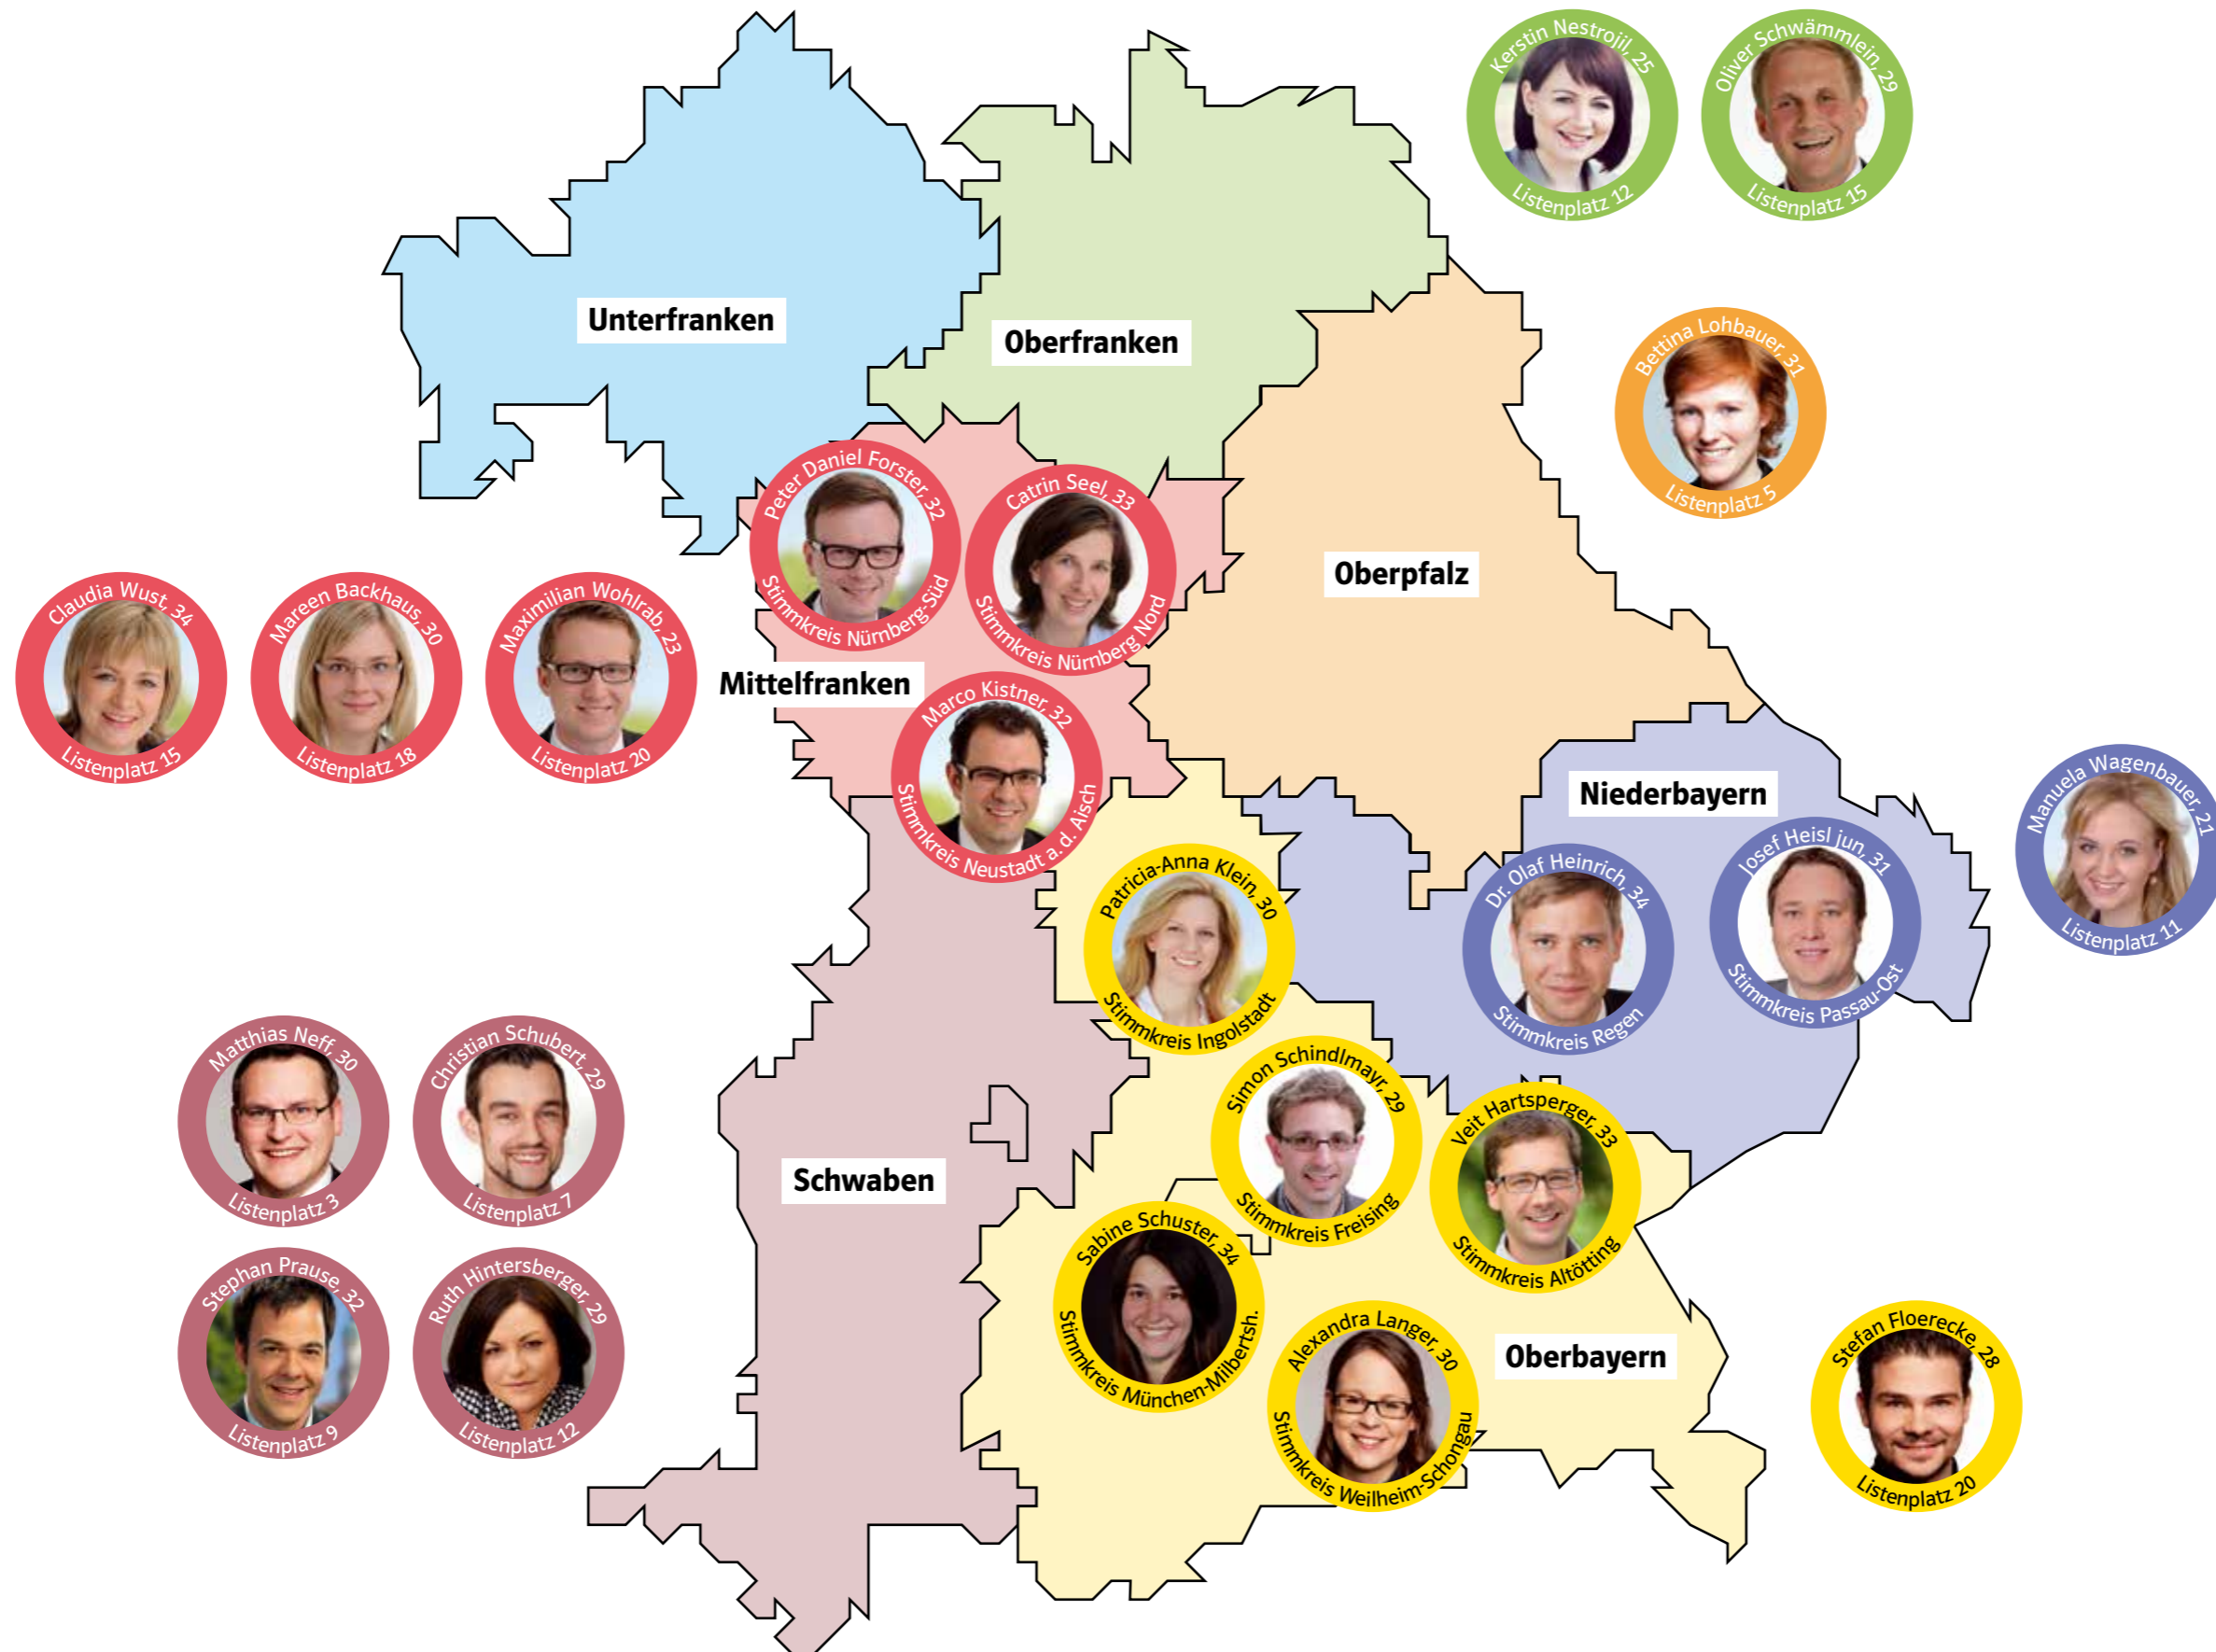 Kerstin Nestrojil, 25
Listenplatz 12
Oliver Schwämmlein, 29
Listenplatz 15
Unterfranken
Oberfranken
Bettina Lohbauer, 31
Listenplatz 5
Peter Daniel Forster, 32
Stimmkreis Nürnberg-Süd
Catrin Seel, 33
Stimmkreis Nürnberg Nord
Oberpfalz
Claudia Wust, 34
Listenplatz 15
Mareen Backhaus, 30
Listenplatz 18
Maximilian Wohlrab, 23
Listenplatz 20
Mittelfranken
Marco Kistner, 32
Stimmkreis Neustadt a. d. Aisch
Niederbayern
Manuela Wagenbauer, 21
Listenplatz 11
Patricia-Anna Klein, 30
Stimmkreis Ingolstadt
Dr. Olaf Heinrich, 34
Stimmkreis Regen
Josef Heisl jun, 31
Stimmkreis Passau-Ost
Matthias Neff, 30
Listenplatz 3
Christian Schubert, 29
Listenplatz 7
Simon Schindlmayr, 29
Stimmkreis Freising
Veit Hartsperger, 33
Stimmkreis Altötting
Schwaben
Stephan Prause, 32
Listenplatz 9
Ruth Hintersberger, 29
Listenplatz 12
Sabine Schuster, 34
Stimmkreis München-Milbertsh.
Alexandra Langer, 30
Stimmkreis Weilheim-Schongau
Oberbayern
Stefan Floerecke, 28
Listenplatz 20